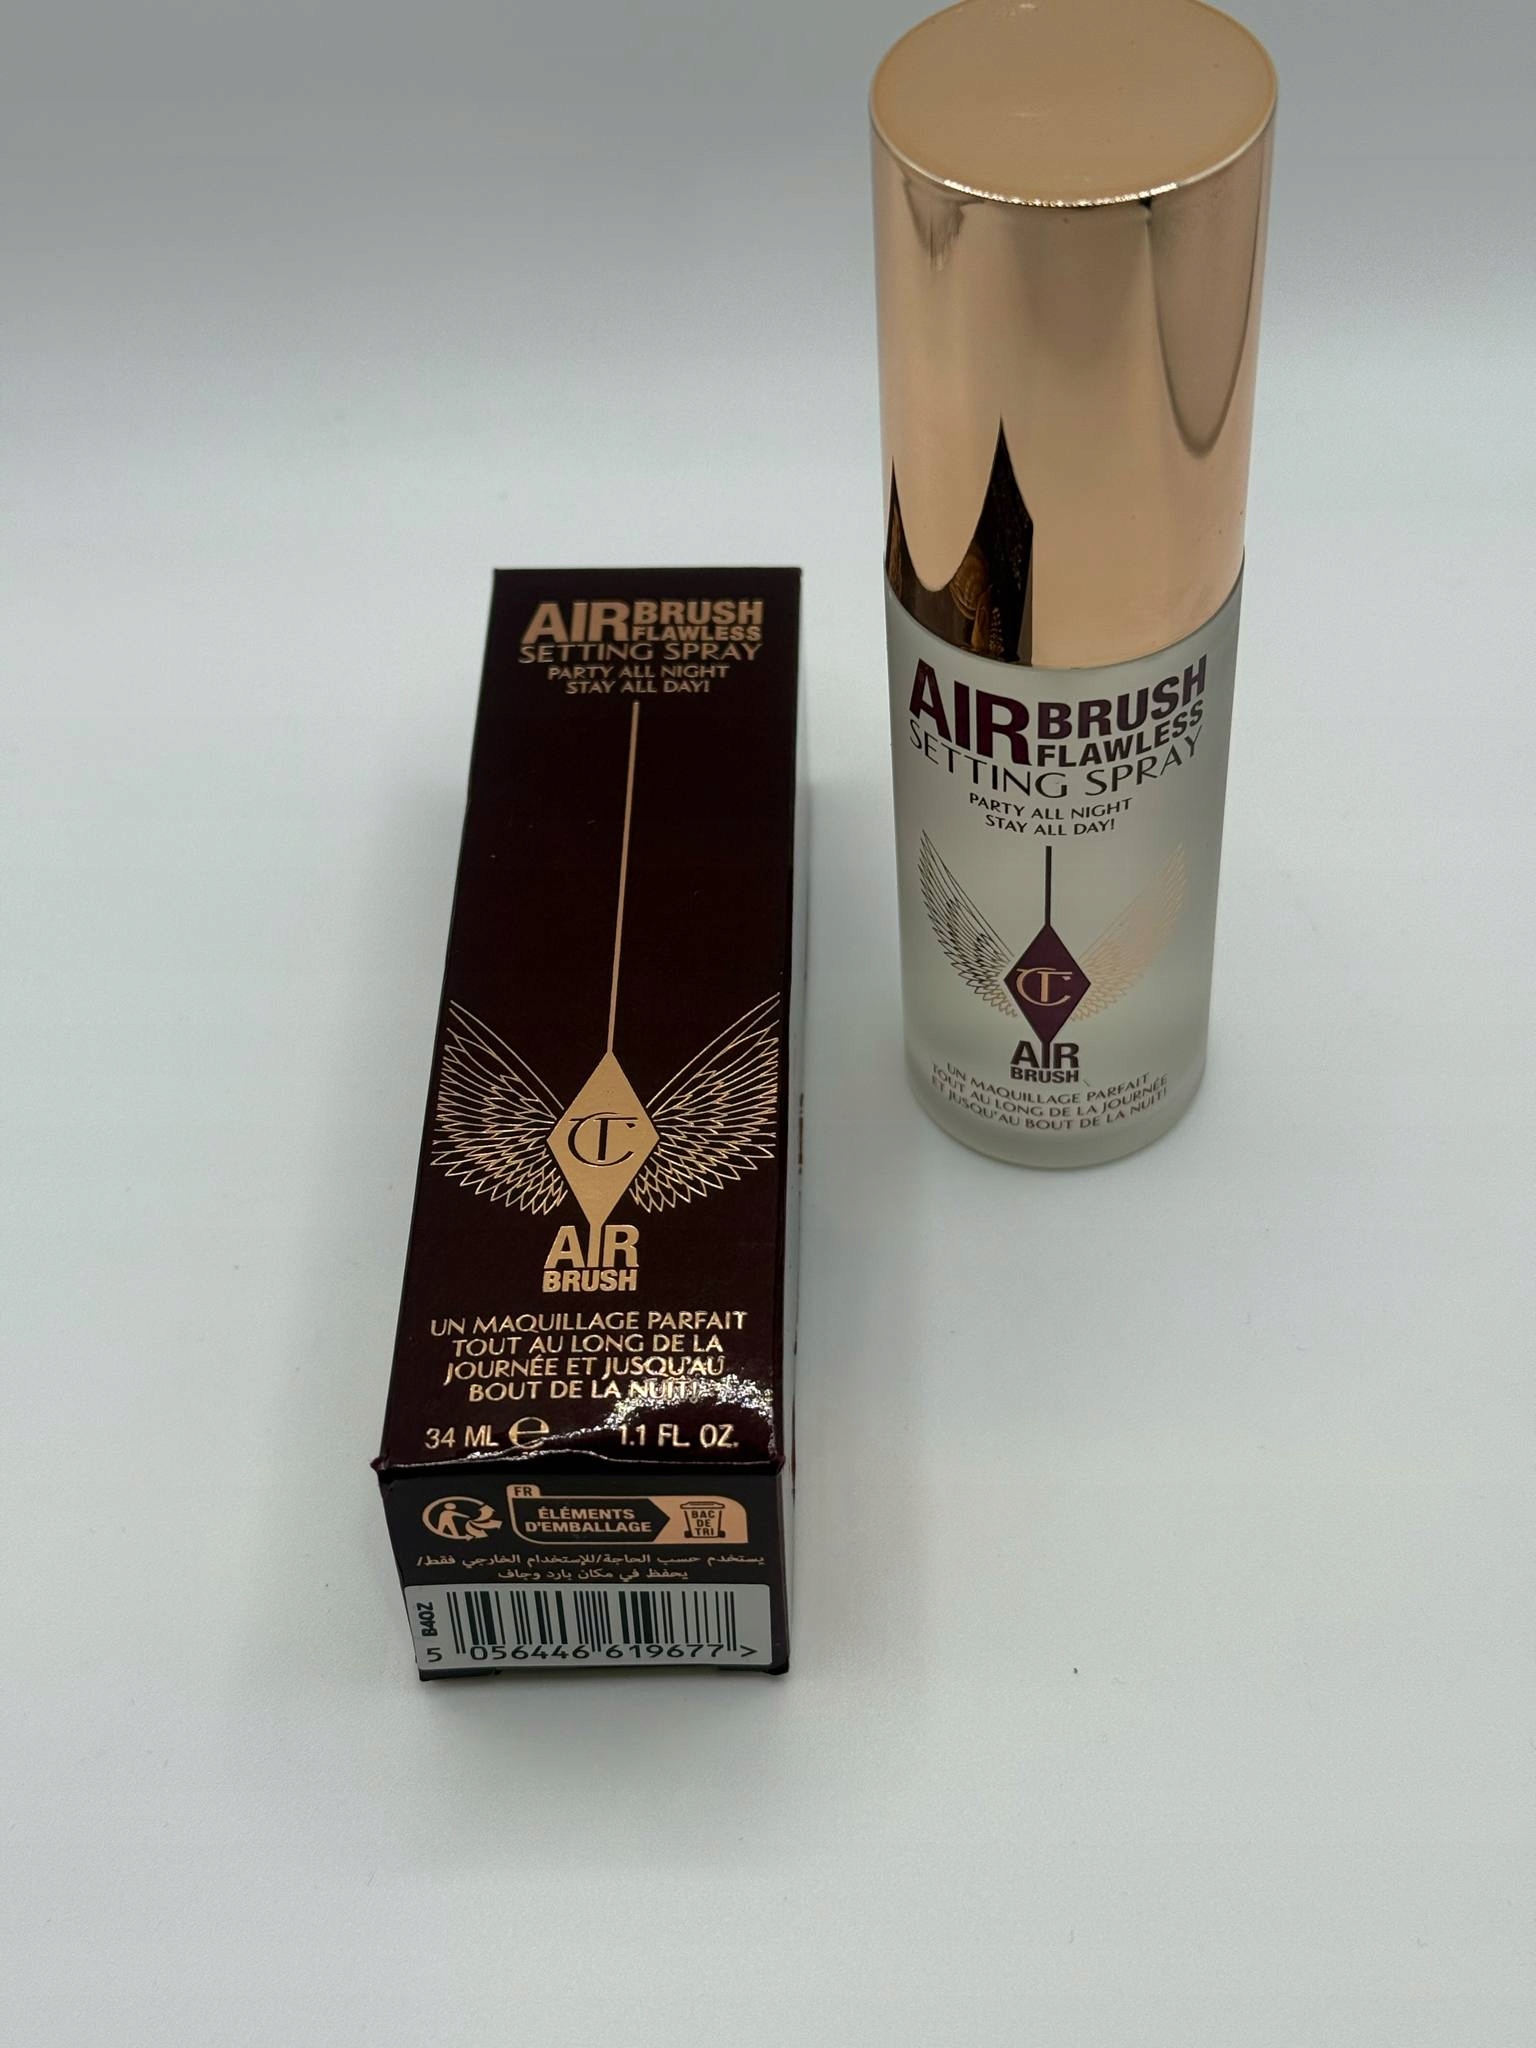 AIRBRUSH
FLAWLESS
SETTING SPRAY
PARTY ALL NIGHT
STAY ALL DAY!
CT
AIR
BRUSH
UN MAQUILLAGE PARFAIT
TOUT AU LONG DE LA
JOURNÉE ET JUSQU'AU
BOUT DE LA NUIT!
34 ML ℮ 1.1 FL. OZ.
FR
ÉLÉMENTS
D'EMBALLAGE
BAC
DE
TRI
يستخدم حسب الحاجة/للإستخدام الخارجي فقط/
يحفظ في مكان بارد وجاف
B40Z
5 056446 619677 >
AIRBRUSH
FLAWLESS
SETTING SPRAY
PARTY ALL NIGHT
STAY ALL DAY!
CT
AIR
BRUSH
UN MAQUILLAGE PARFAIT
TOUT AU LONG DE LA JOURNÉE
ET JUSQU'AU BOUT DE LA NUIT!